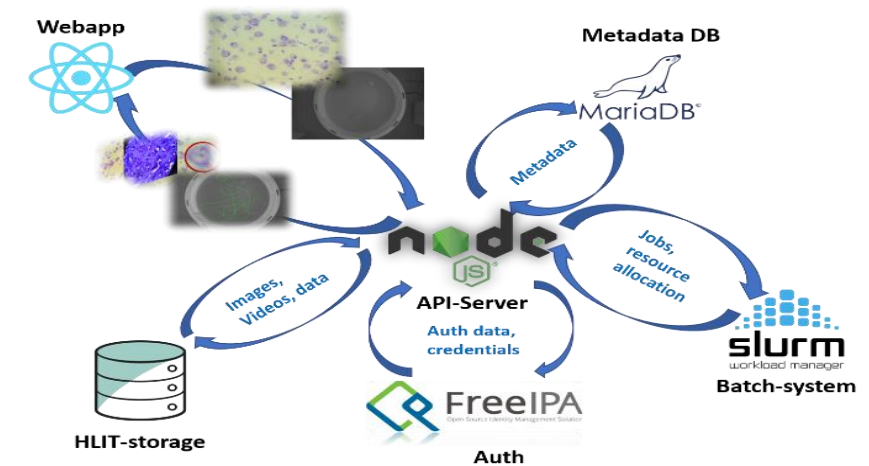 Webapp
Metadata DB
MariaDB
Metadata
node
JS
API-Server
Jobs,
resource
allocation
Images,
Videos, data
Auth data,
credentials
slurm
workload manager
Batch-system
FreeIPA
Open Source Identity Management Solution
HLIT-storage
Auth